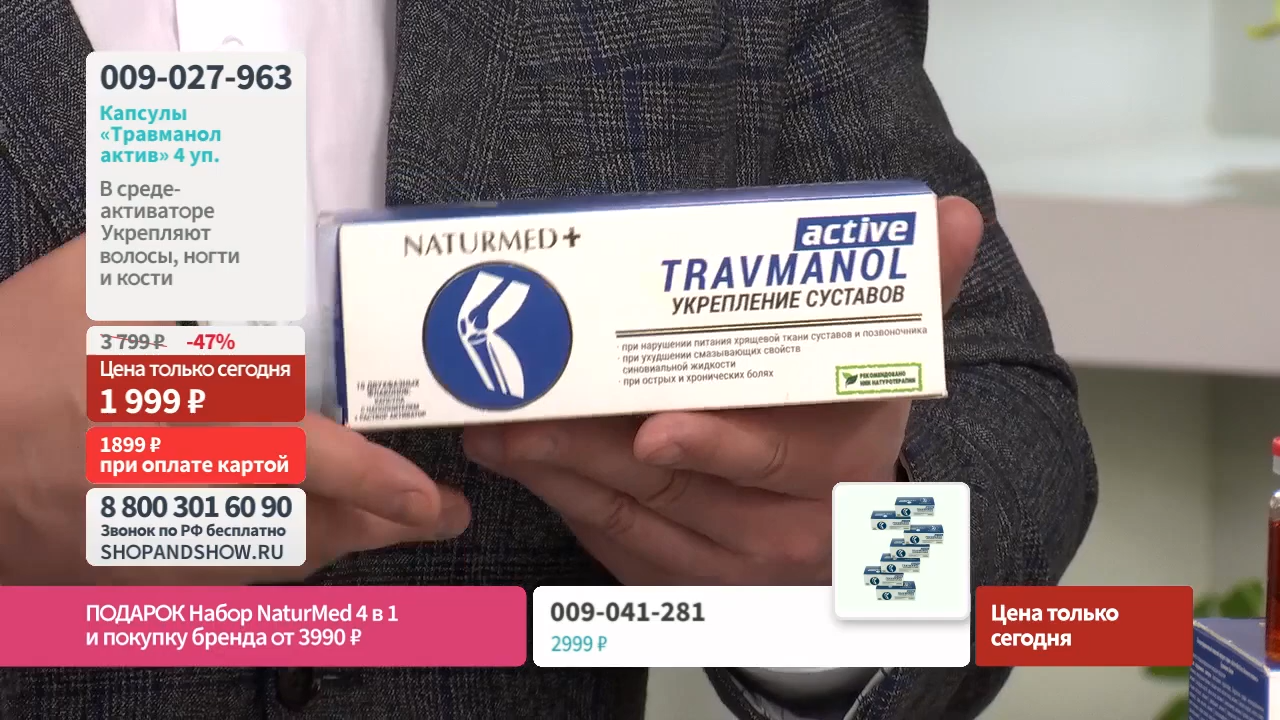 009-027-963
Капсулы
«Травманол
актив» 4 уп.
В среде-
активаторе
Укрепляют
волосы, ногти
и кости
3 799 ₽ -47%
Цена только сегодня
1 999 ₽
1899 ₽
при оплате картой
8 800 301 60 90
Звонок по РФ бесплатно
SHOPANDSHOW.RU
NATURMED+
active
TRAVMANOL
УКРЕПЛЕНИЕ СУСТАВОВ
· при нарушении питания хрящевой ткани суставов и позвоночника
· при ухудшении смазывающих свойств
синовиальной жидкости
· при острых и хронических болях
РЕКОМЕНДОВАНО
НИИ НАТУРОТЕРАПИИ
ПОДАРОК Набор NaturMed 4 в 1
и покупку бренда от 3990 ₽
009-041-281
2999 ₽
Цена только
сегодня